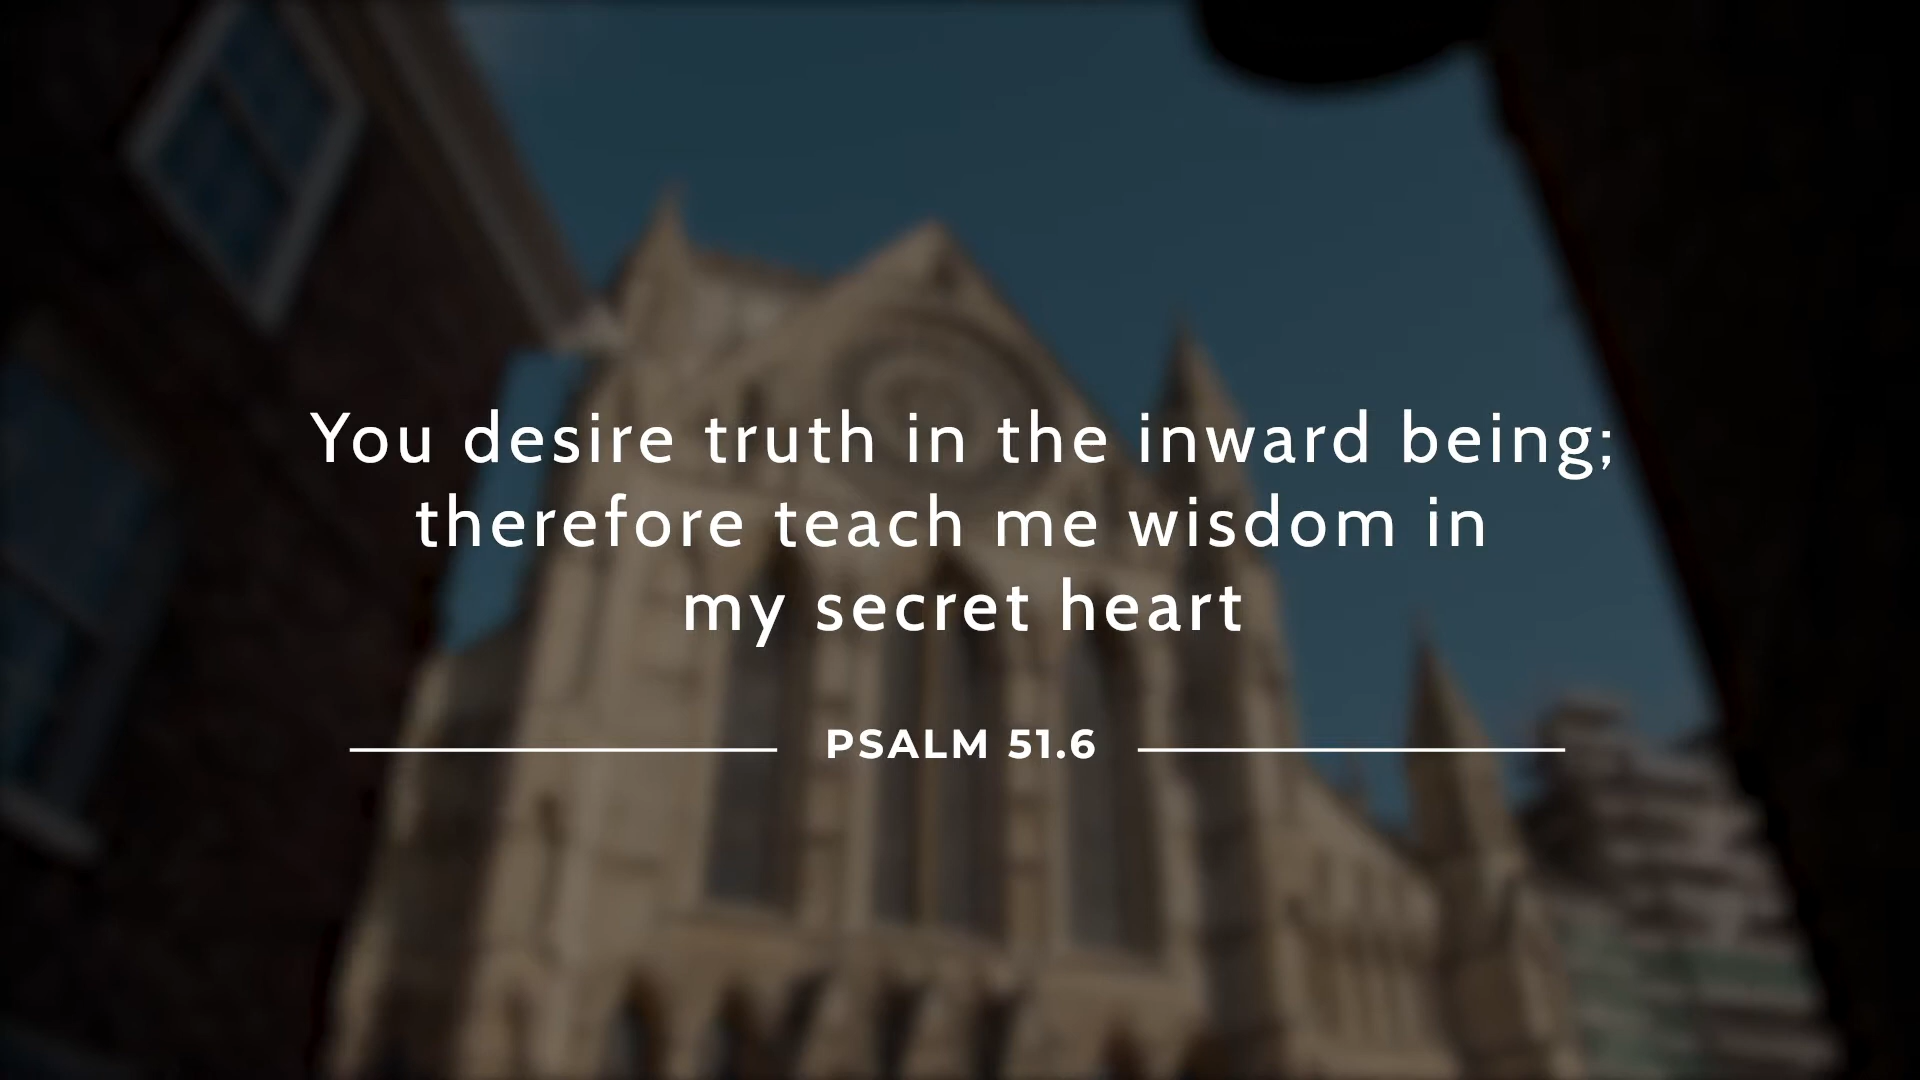 You desire truth in the inward being;
therefore teach me wisdom in
my secret heart
PSALM 51.6